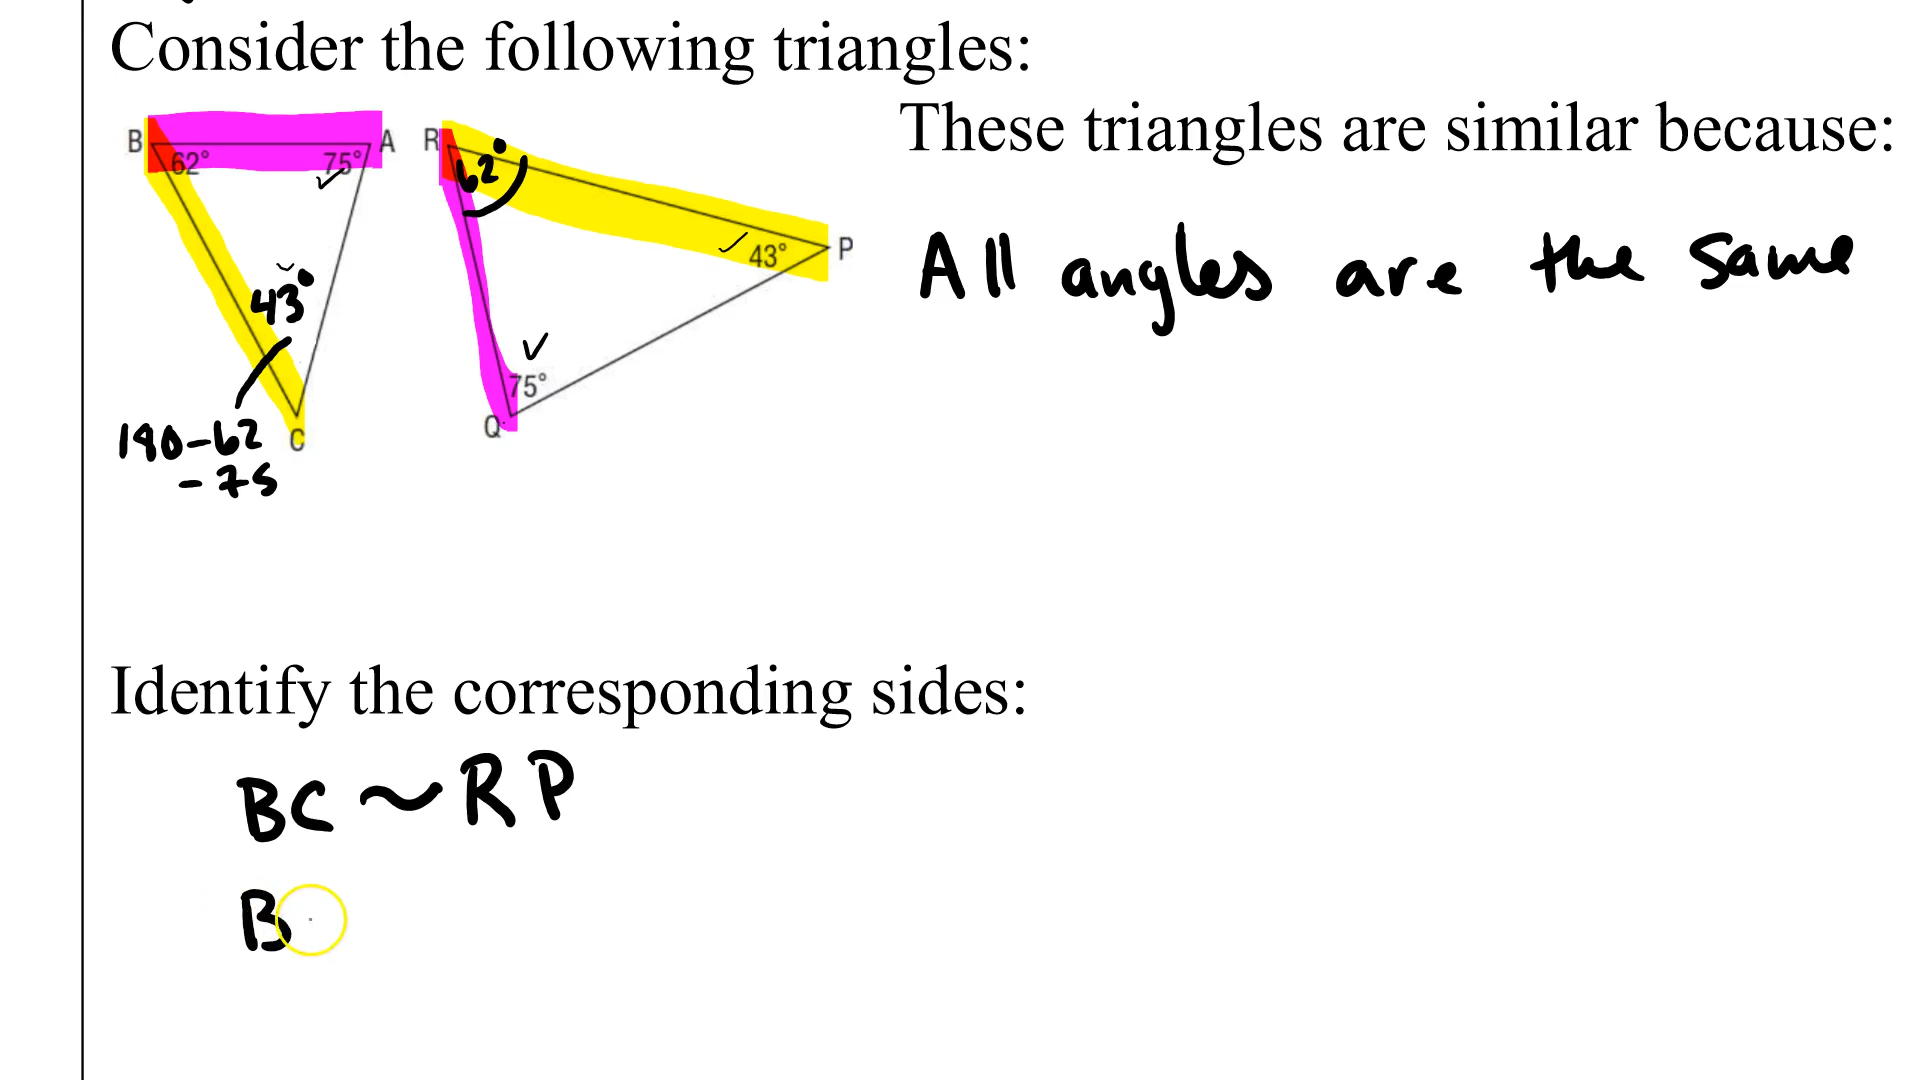 Consider the following triangles:
These triangles are similar because:
B 62° 75° A
R 62° 43° P
43°
75°
Q
C
180-62
-75
All angles are the same
Identify the corresponding sides:
BC ~ RP
B